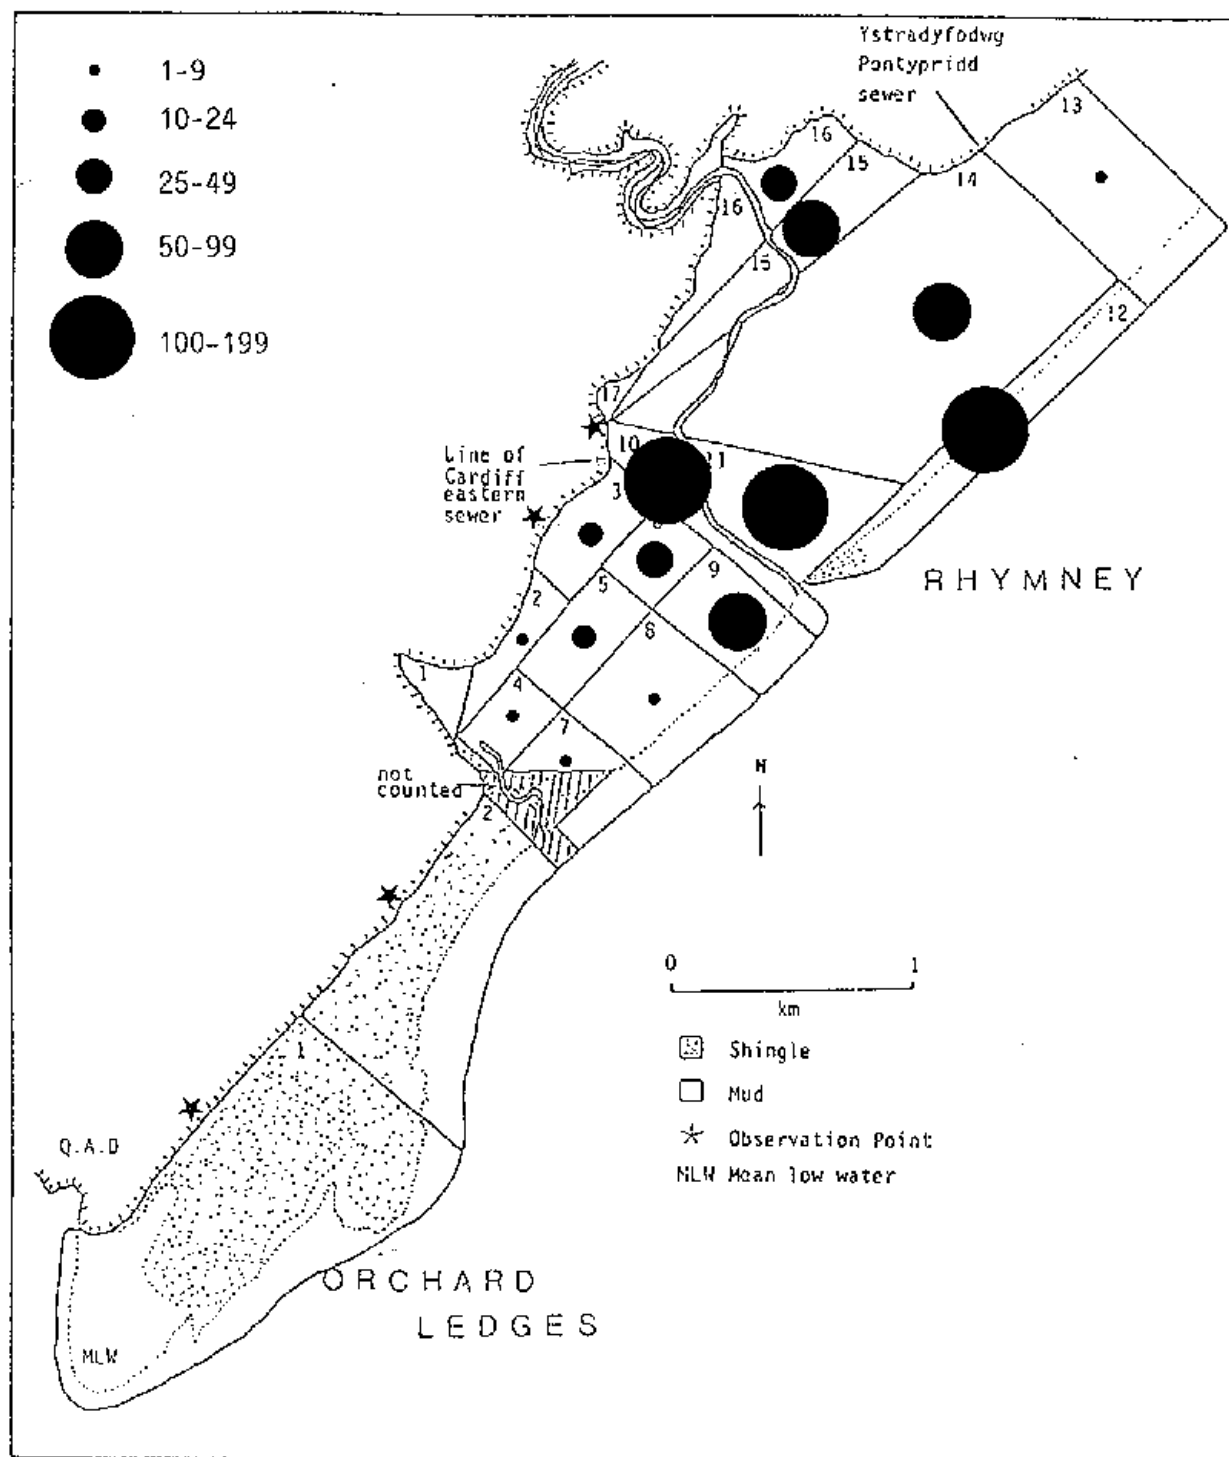 1-9
10-24
25-49
50-99
100-199
Ystradyfodwg
Pontypridd
sewer
13
16
15
14
16
15
12
17
10
11
Line of
Cardiff
eastern
sewer
3
9
5
2
8
RHYMNEY
1
4
7
not
counted
2
N
0 1
km
Shingle
Mud
Observation Point
MLW Mean low water
1
Q.A.D
ORCHARD
LEDGES
MLW